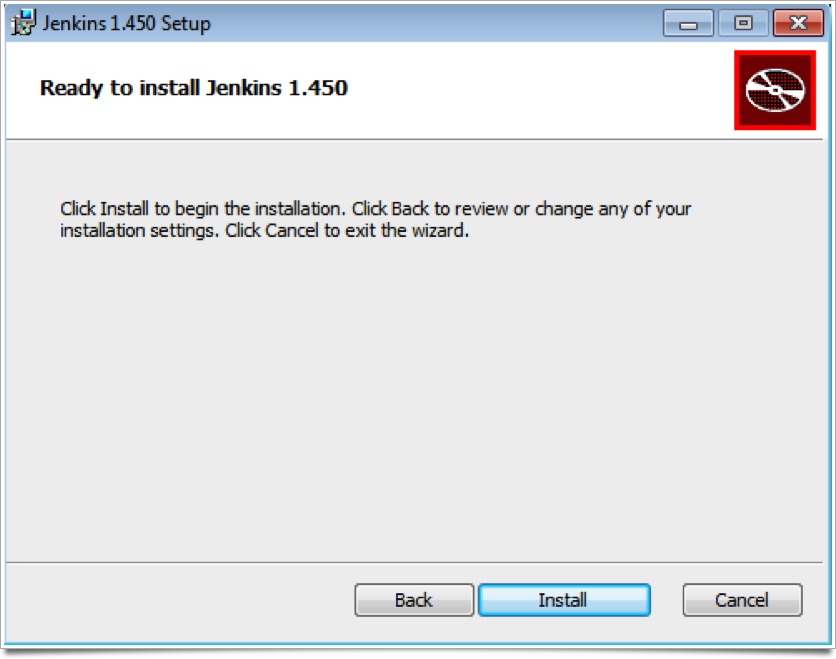 Jenkins 1.450 Setup
Ready to install Jenkins 1.450
Click Install to begin the installation. Click Back to review or change any of your
installation settings. Click Cancel to exit the wizard.
Back Install Cancel